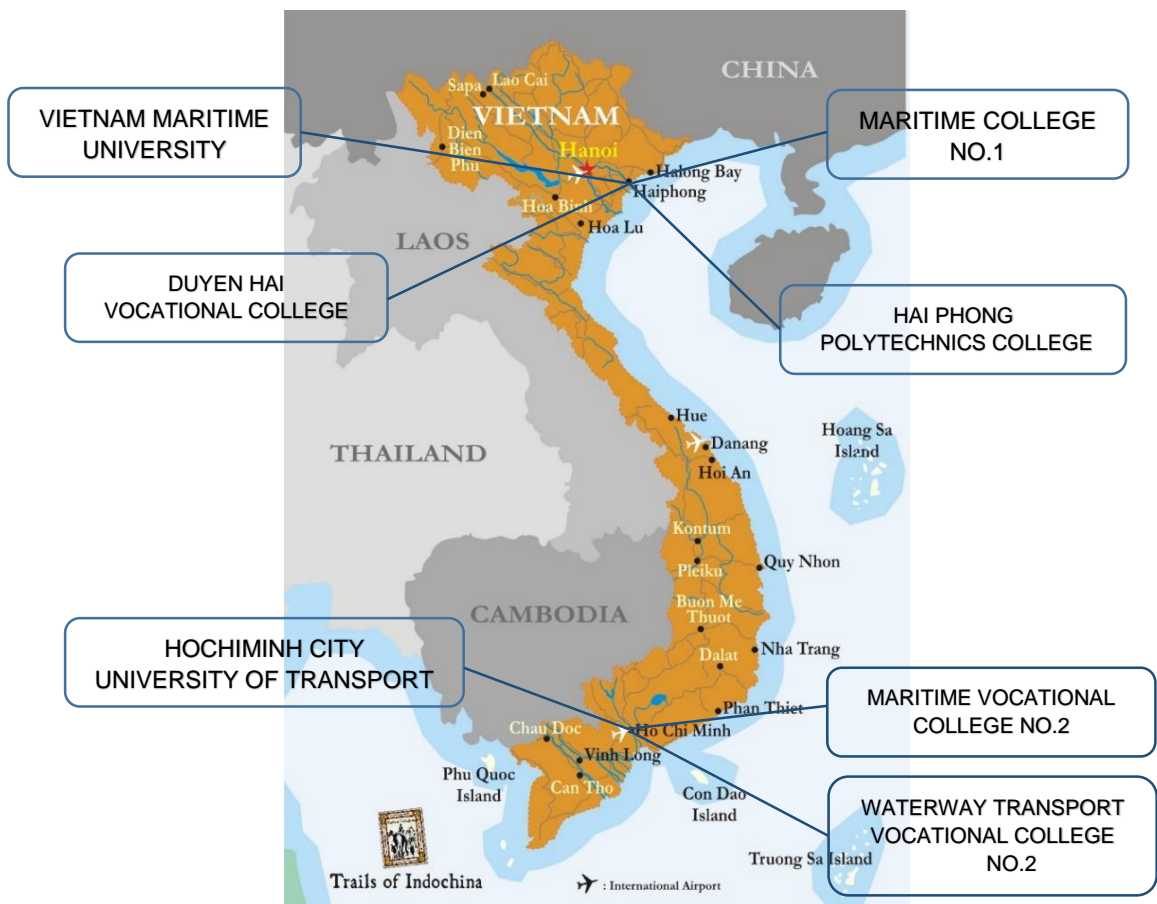 CHINA
Lao Cai
Sapa
VIETNAM
VIETNAM MARITIME
UNIVERSITY
MARITIME COLLEGE
NO.1
Dien
Bien
Phu
Hanoi
Halong Bay
Haiphong
Hoa Binh
Hoa Lu
LAOS
DUYEN HAI
VOCATIONAL COLLEGE
HAI PHONG
POLYTECHNICS COLLEGE
Hue
Danang
Hoi An
Hoang Sa
Island
THAILAND
Kontum
Pleiku
Quy Nhon
Buon Me
Thuot
CAMBODIA
Nha Trang
Dalat
HOCHIMINH CITY
UNIVERSITY OF TRANSPORT
MARITIME VOCATIONAL
COLLEGE NO.2
Phan Thiet
Ho Chi Minh
Chau Doc
Vinh Long
Can Tho
Phu Quoc
Island
Con Dao
Island
WATERWAY TRANSPORT
VOCATIONAL COLLEGE
NO.2
Truong Sa Island
Trails of Indochina
: International Airport